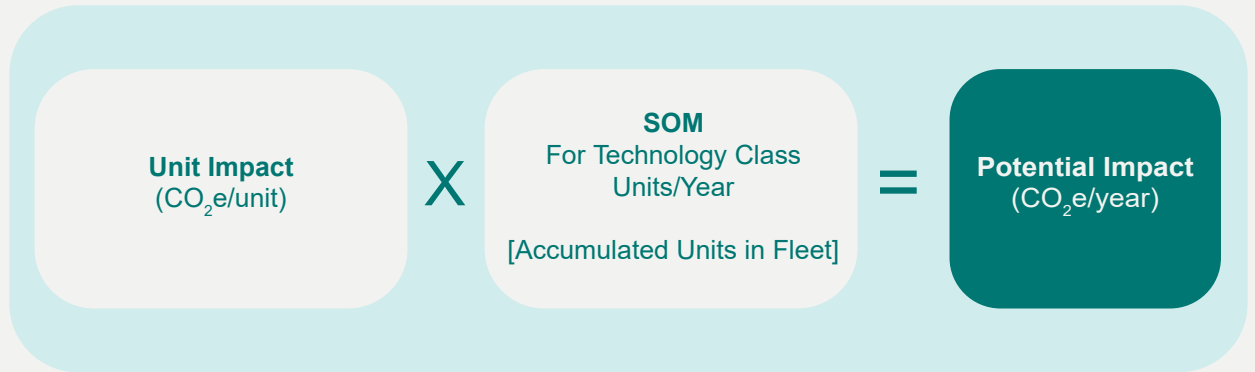 Unit Impact
(CO₂e/unit)
X
SOM
For Technology Class
Units/Year
[Accumulated Units in Fleet]
=
Potential Impact
(CO₂e/year)